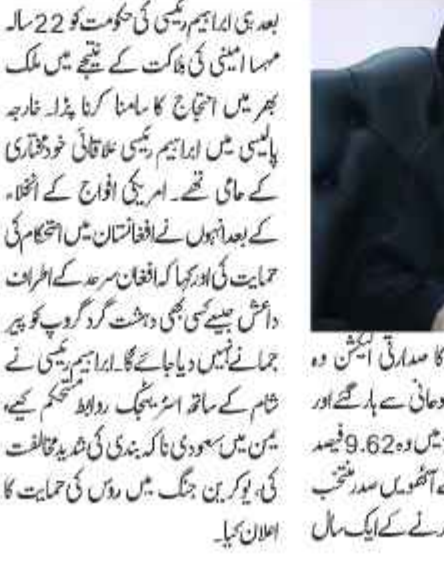 کا صدارتی الیکشن وہ
وحانی سے ہار گئے اور
میں وہ 9.62 فیصد
آٹھویں صدر منتخب
رنے کے ایک سال
بعد ہی ابراہیم رئیسی کی حکومت کو 22 سالہ
مہسا امینی کی ہلاکت کے نتیجے میں ملک
بھر میں احتجاج کا سامنا کرنا پڑا۔ خارجہ
پالیسی میں ابراہیم رئیسی علاقائی خودمختاری
کے حامی تھے۔ امریکی افواج کے انخلاء
کے بعد انہوں نے افغانستان میں استحکام کی
حمایت کی اور کہا کہ افغان سرحد کے اطراف
داعش جیسے کسی بھی دہشت گرد گروپ کو پیر
جمانے نہیں دیا جائے گا۔ ابراہیم رئیسی نے
شام کے ساتھ اسٹریٹجک روابط مستحکم کیے،
یمن میں سعودی ناکہ بندی کی شدید مخالفت
کی، یوکرین جنگ میں روس کی حمایت کا
اعلان کیا۔